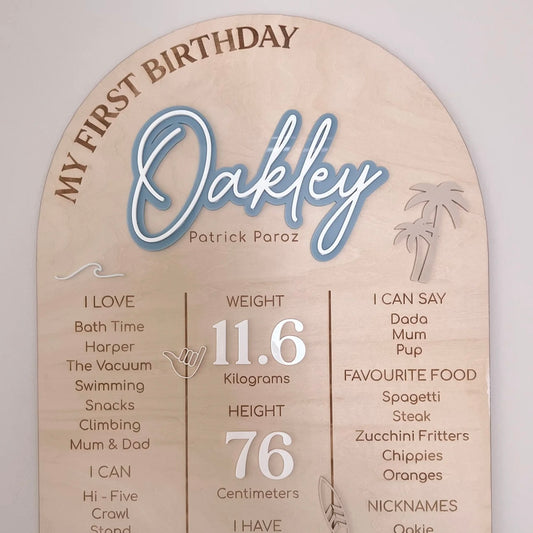 MY FIRST BIRTHDAY
Oakley
Patrick Paroz
I LOVE
Bath Time
Harper
The Vacuum
Swimming
Snacks
Climbing
Mum & Dad
I CAN
Hi - Five
Crawl
Stand
WEIGHT
11.6
Kilograms
HEIGHT
76
Centimeters
I HAVE
I CAN SAY
Dada
Mum
Pup
FAVOURITE FOOD
Spagetti
Steak
Zucchini Fritters
Chippies
Oranges
NICKNAMES
Oakie